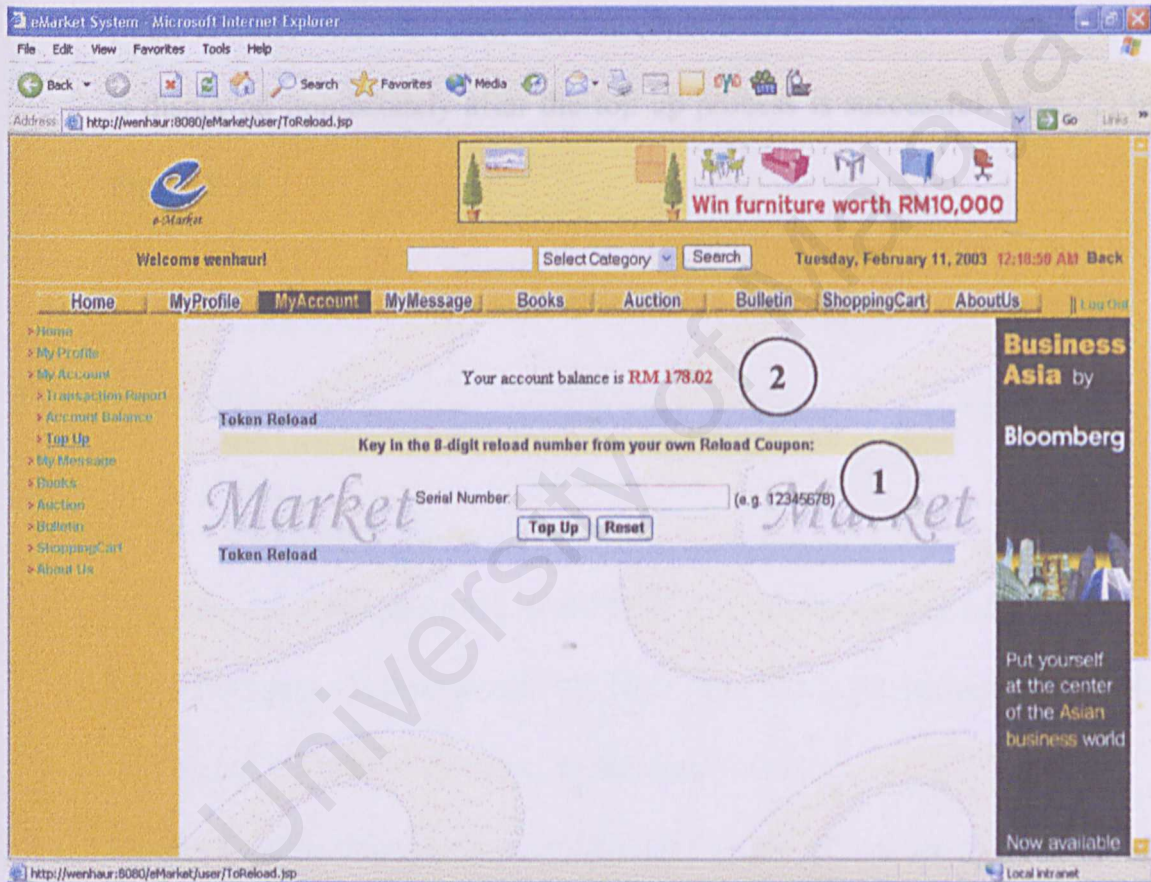 eMarket System - Microsoft Internet Explorer
File Edit View Favorites Tools Help
Back Search Favorites Media
Address http://wenhaur:8080/eMarket/user/ToReload.jsp Go Links »
e-Market
Win furniture worth RM10,000
Welcome wenhaur!
Select Category Search
Tuesday, February 11, 2003 12:18:50 AM Back
Home MyProfile MyAccount MyMessage Books Auction Bulletin ShoppingCart AboutUs || Log Out
> Home
> My Profile
> My Account
> Transaction Report
> Account Balance
> Top Up
> My Message
> Books
> Auction
> Bulletin
> ShoppingCart
> About Us
Your account balance is RM 178.02
2
Token Reload
Key in the 8-digit reload number from your own Reload Coupon:
1
Market Market
Serial Number: (e.g. 12345678)
Top Up Reset
Token Reload
Business
Asia by
Bloomberg
Put yourself
at the center
of the Asian
business world
Now available
http://wenhaur:8080/eMarket/user/ToReload.jsp Local intranet
University of Malaya